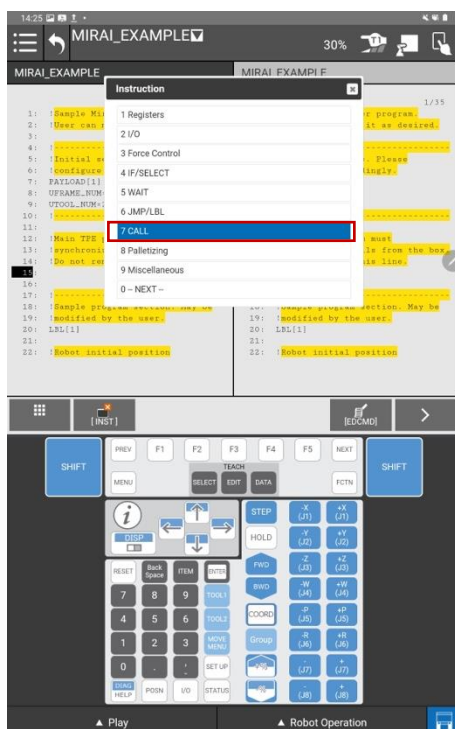 14:25
MIRAI_EXAMPLE
30%
T1
MIRAI_EXAMPLE
MIRAI EXAMPLE
Instruction
1/35
1 Registers
2 I/O
3 Force Control
4 IF/SELECT
5 WAIT
6 JMP/LBL
7 CALL
8 Palletizing
9 Miscellaneous
0 -- NEXT --
1: !Sample Mi
r program.
2: !User can
it as desired.
3:
4: !
5: !Initial s
. Please
6: !configure
ingly.
7: PAYLOAD[1]
8: UFRAME_NUM
9: UTOOL_NUM
10: !
11:
12: !Main TPE
must
13: !synchroni
le from the box.
14: !Do not re
is line.
15
16:
17: !
18: !Sample program section. May be
19: !modified by the user.
20: LBL[1]
21:
22: !Robot initial position
program section. May be
19: !modified by the user.
20: LBL[1]
21:
22: !Robot initial position
[INST]
[EDCMD]
PREV F1 F2 F3 F4 F5 NEXT
SHIFT
SHIFT
TEACH
MENU SELECT EDIT DATA FCTN
i
DISP
STEP -X (J1) +X (J1)
HOLD -Y (J2) +Y (J2)
RESET Back Space ITEM ENTER FWD -Z (J3) +Z (J3)
7 8 9 TOOL1 BWD -W (J4) +W (J4)
4 5 6 TOOL2 COORD -P (J5) +P (J5)
1 2 3 MOVE MENU Group -R (J6) +R (J6)
0 . , SET UP +% - (J7) + (J7)
DIAG HELP POSN I/O STATUS -% - (J8) + (J8)
▲ Play
▲ Robot Operation